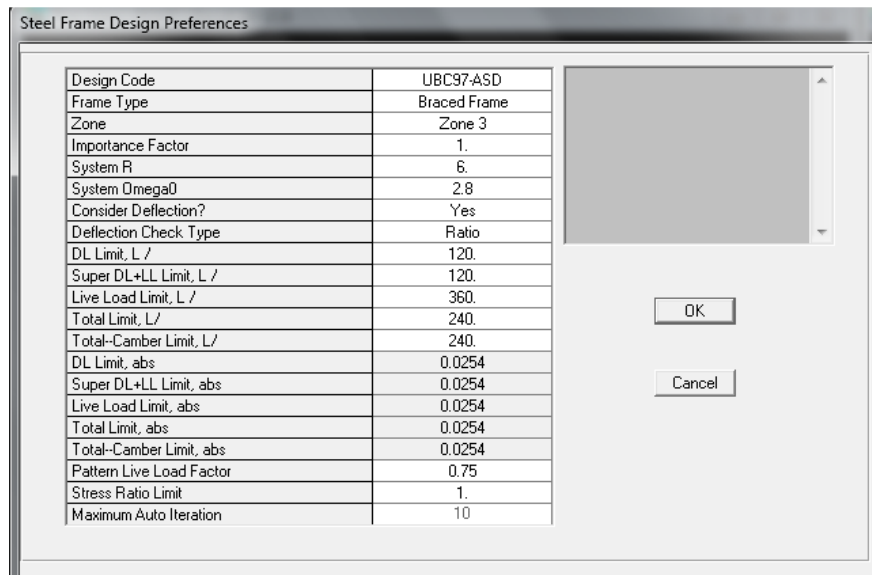 Steel Frame Design Preferences
Design Code UBC97-ASD
Frame Type Braced Frame
Zone Zone 3
Importance Factor 1.
System R 6.
System Omega0 2.8
Consider Deflection? Yes
Deflection Check Type Ratio
DL Limit, L / 120.
Super DL+LL Limit, L / 120.
Live Load Limit, L / 360.
Total Limit, L/ 240.
Total--Camber Limit, L/ 240.
DL Limit, abs 0.0254
Super DL+LL Limit, abs 0.0254
Live Load Limit, abs 0.0254
Total Limit, abs 0.0254
Total--Camber Limit, abs 0.0254
Pattern Live Load Factor 0.75
Stress Ratio Limit 1.
Maximum Auto Iteration 10
OK
Cancel